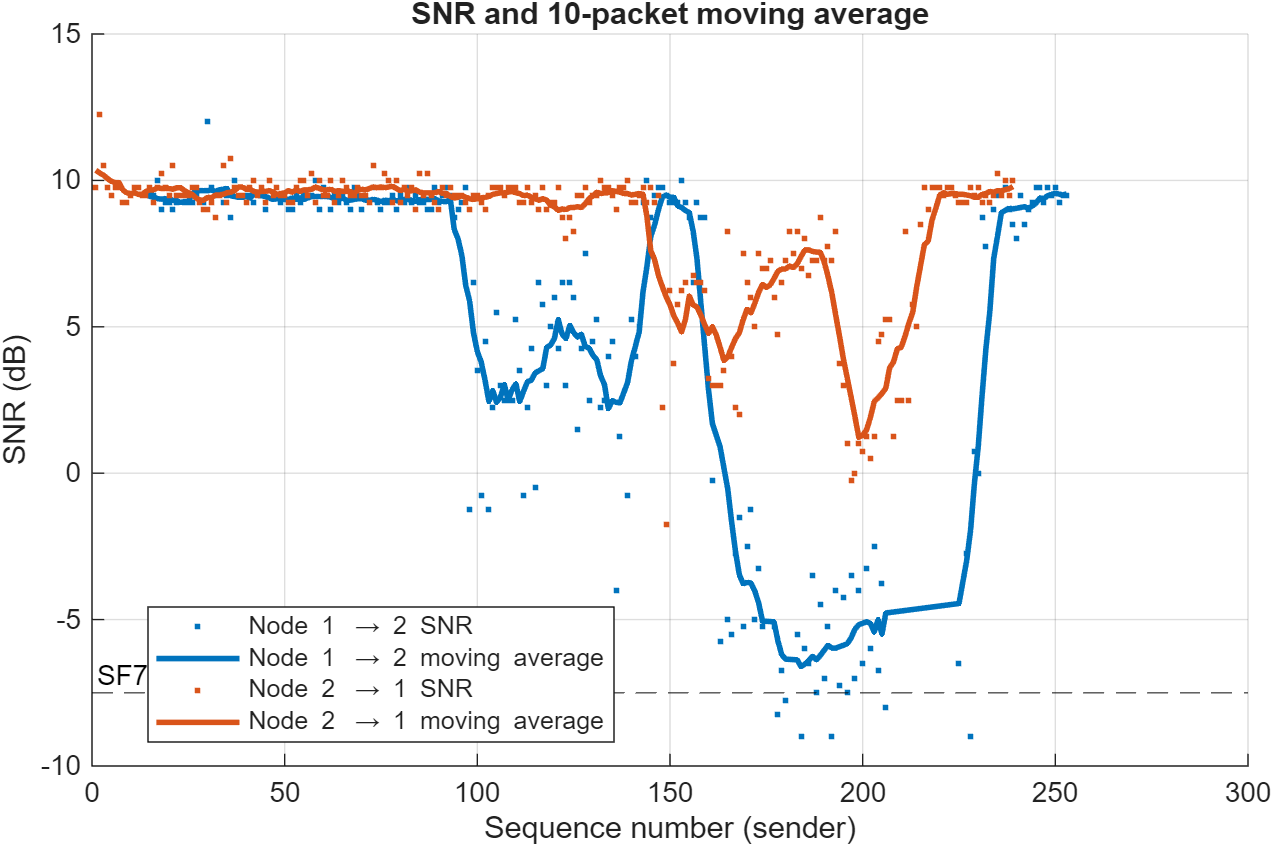 SNR and 10-packet moving average
15
10
5
0
-5
-10
SNR (dB)
SF7
Node 1 → 2 SNR
Node 1 → 2 moving average
Node 2 → 1 SNR
Node 2 → 1 moving average
0 50 100 150 200 250 300
Sequence number (sender)